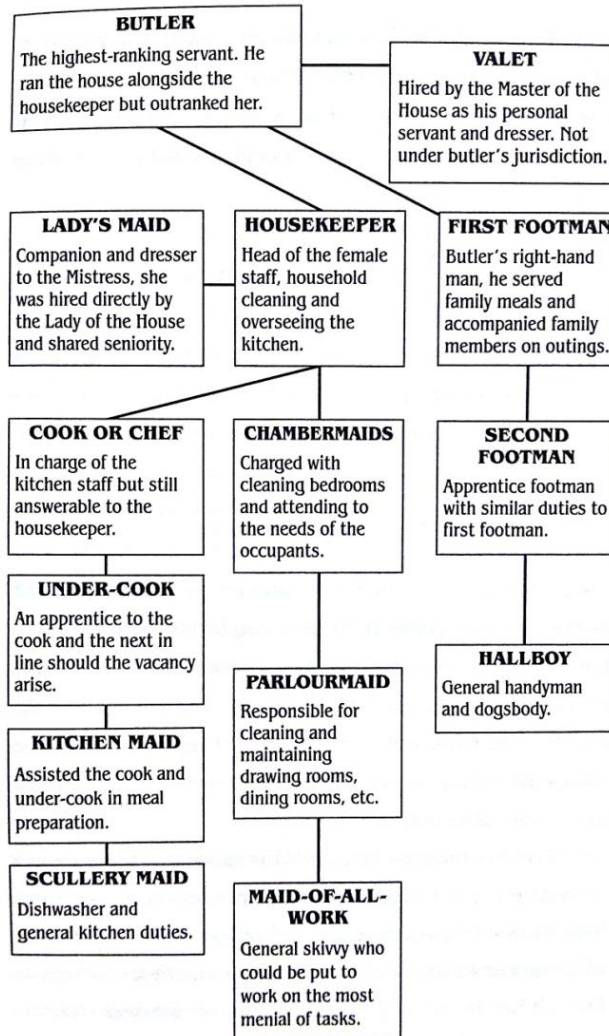 BUTLER
The highest-ranking servant. He
ran the house alongside the
housekeeper but outranked her.
VALET
Hired by the Master of the
House as his personal
servant and dresser. Not
under butler's jurisdiction.
LADY'S MAID
Companion and dresser
to the Mistress, she
was hired directly by
the Lady of the House
and shared seniority.
HOUSEKEEPER
Head of the female
staff, household
cleaning and
overseeing the
kitchen.
FIRST FOOTMAN
Butler's right-hand
man, he served
family meals and
accompanied family
members on outings.
COOK OR CHEF
In charge of the
kitchen staff but still
answerable to the
housekeeper.
CHAMBERMAIDS
Charged with
cleaning bedrooms
and attending to
the needs of the
occupants.
SECOND
FOOTMAN
Apprentice footman
with similar duties to
first footman.
UNDER-COOK
An apprentice to the
cook and the next in
line should the vacancy
arise.
PARLOURMAID
Responsible for
cleaning and
maintaining
drawing rooms,
dining rooms, etc.
HALLBOY
General handyman
and dogsbody.
KITCHEN MAID
Assisted the cook and
under-cook in meal
preparation.
SCULLERY MAID
Dishwasher and
general kitchen duties.
MAID-OF-ALL-
WORK
General skivvy who
could be put to
work on the most
menial of tasks.